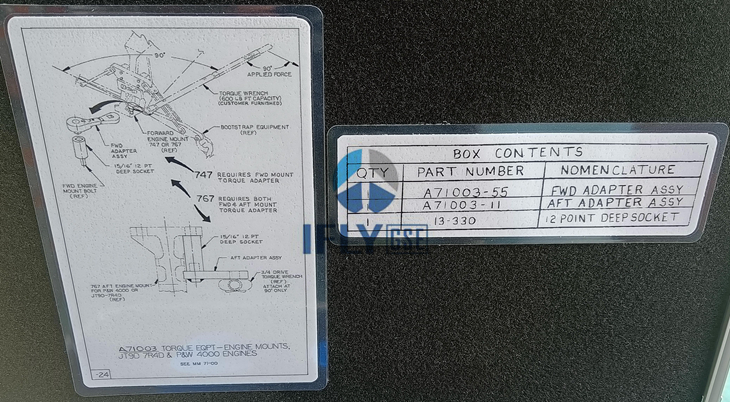 90°
90°
APPLIED FORCE
TORQUE WRENCH
(600 LB FT CAPACITY)
(CUSTOMER FURNISHED)
BOOTSTRAP EQUIPMENT
(REF)
FORWARD
ENGINE MOUNT
747 OR 767
(REF)
FWD
ADAPTER
ASSY
15/16" 12 PT
DEEP SOCKET
FWD ENGINE
MOUNT BOLT
(REF)
747 REQUIRES FWD MOUNT
TORQUE ADAPTER
767 REQUIRES BOTH
FWD & AFT MOUNT
TORQUE ADAPTER
15/16" 12 PT
DEEP SOCKET
AFT ADAPTER ASSY
3/4 DRIVE
TORQUE WRENCH
(REF)
ATTACH AT
90° ONLY
767 AFT ENGINE MOUNT
FOR P&W 4000 OR
JT9D-7R4D
(REF)
A71003 TORQUE EQPT-ENGINE MOUNTS,
JT9D 7R4D & P&W 4000 ENGINES
SEE MM 71-00
-24
BOX CONTENTS
QTY PART NUMBER NOMENCLATURE
A71003-55 FWD ADAPTER ASSY
A71003-11 AFT ADAPTER ASSY
1 13-330 12 POINT DEEP SOCKET
IFLY GSE